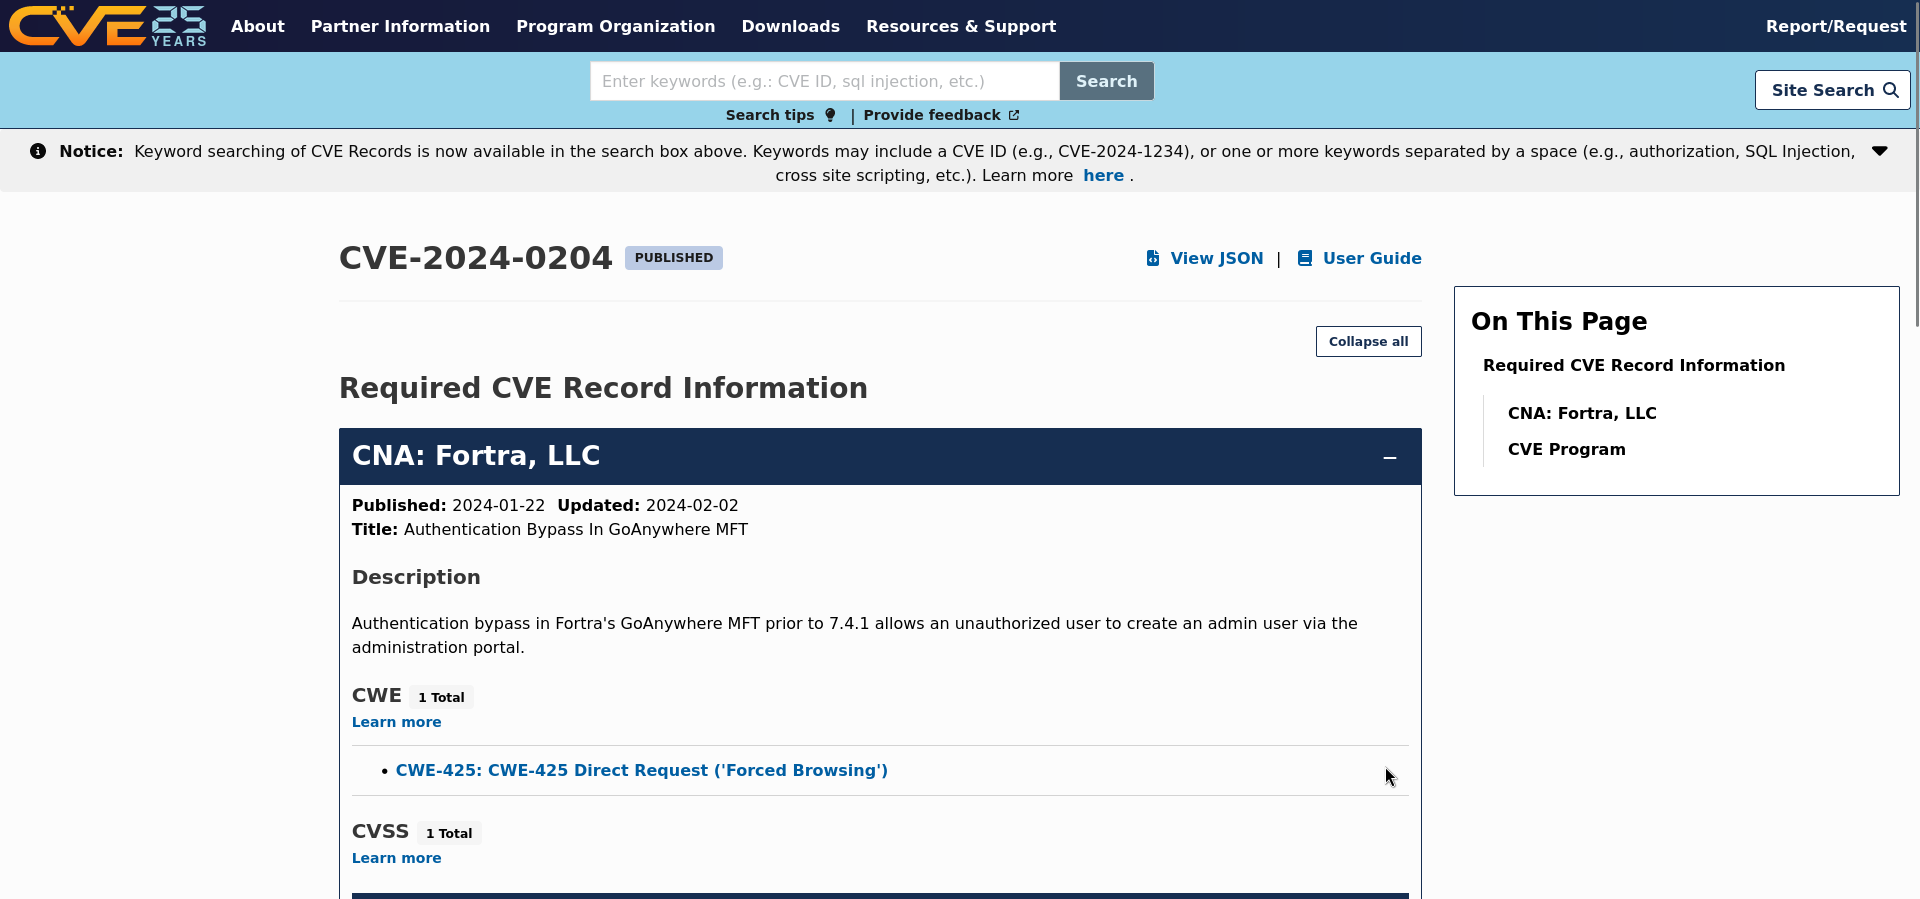 CVE 25 YEARS
About Partner Information Program Organization Downloads Resources & Support Report/Request
Enter keywords (e.g.: CVE ID, sql injection, etc.) Search
Site Search
Search tips | Provide feedback
Notice: Keyword searching of CVE Records is now available in the search box above. Keywords may include a CVE ID (e.g., CVE-2024-1234), or one or more keywords separated by a space (e.g., authorization, SQL Injection,
cross site scripting, etc.). Learn more here .
CVE-2024-0204 PUBLISHED View JSON | User Guide
Collapse all
Required CVE Record Information
CNA: Fortra, LLC
Published: 2024-01-22 Updated: 2024-02-02
Title: Authentication Bypass In GoAnywhere MFT
Description
Authentication bypass in Fortra's GoAnywhere MFT prior to 7.4.1 allows an unauthorized user to create an admin user via the
administration portal.
CWE 1 Total
Learn more
• CWE-425: CWE-425 Direct Request ('Forced Browsing')
CVSS 1 Total
Learn more
On This Page
Required CVE Record Information
CNA: Fortra, LLC
CVE Program